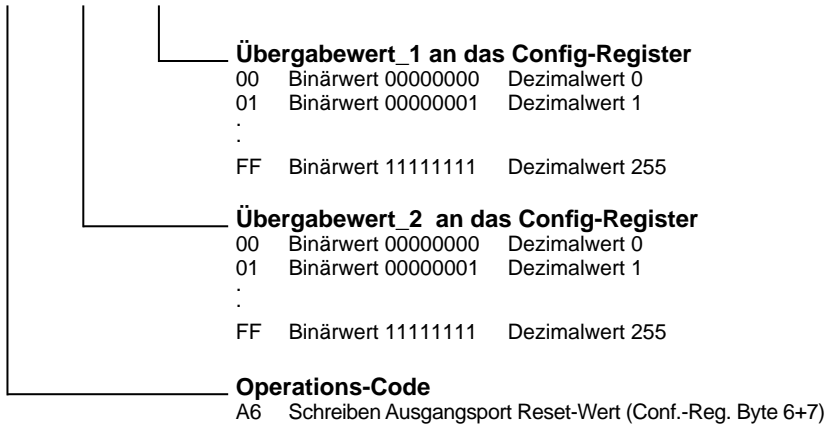 Übergabewert_1 an das Config-Register
00 Binärwert 00000000 Dezimalwert 0
01 Binärwert 00000001 Dezimalwert 1
.
.
FF Binärwert 11111111 Dezimalwert 255
Übergabewert_2 an das Config-Register
00 Binärwert 00000000 Dezimalwert 0
01 Binärwert 00000001 Dezimalwert 1
.
.
FF Binärwert 11111111 Dezimalwert 255
Operations-Code
A6 Schreiben Ausgangsport Reset-Wert (Conf.-Reg. Byte 6+7)